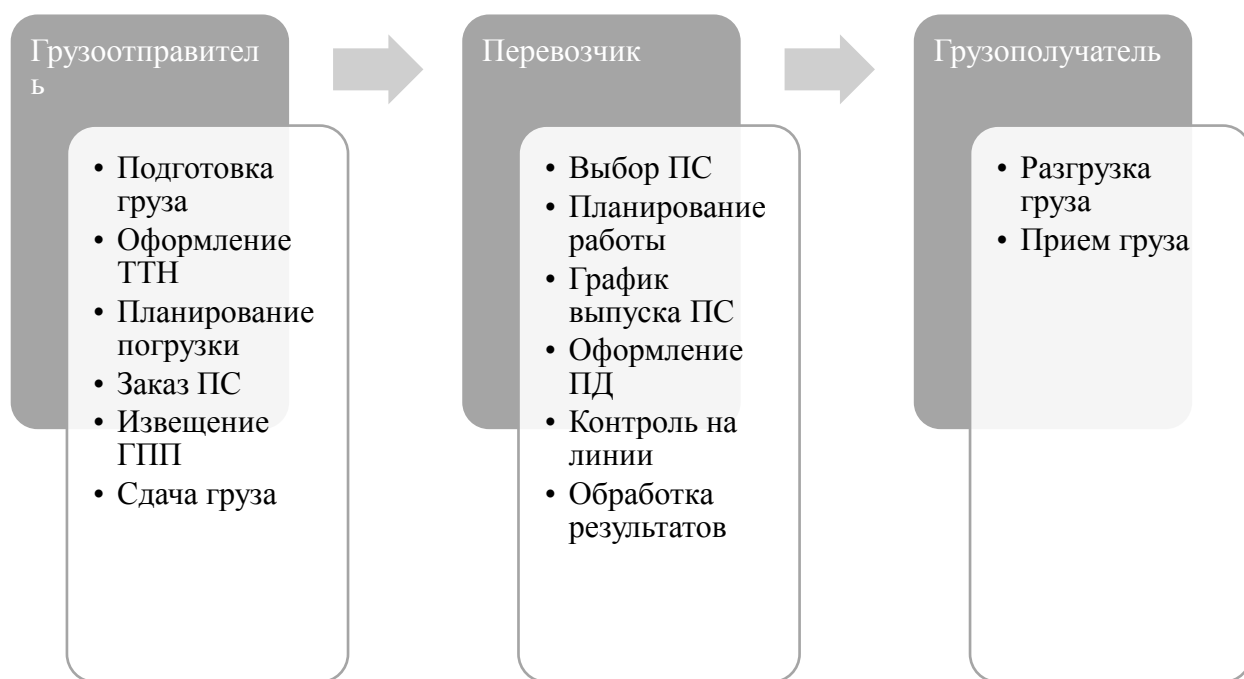 Грузоотправител
ь
• Подготовка
груза
• Оформление
ТТН
• Планирование
погрузки
• Заказ ПС
• Извещение
ГПП
• Сдача груза
Перевозчик
• Выбор ПС
• Планирование
работы
• График
выпуска ПС
• Оформление
ПД
• Контроль на
линии
• Обработка
результатов
Грузополучатель
• Разгрузка
груза
• Прием груза